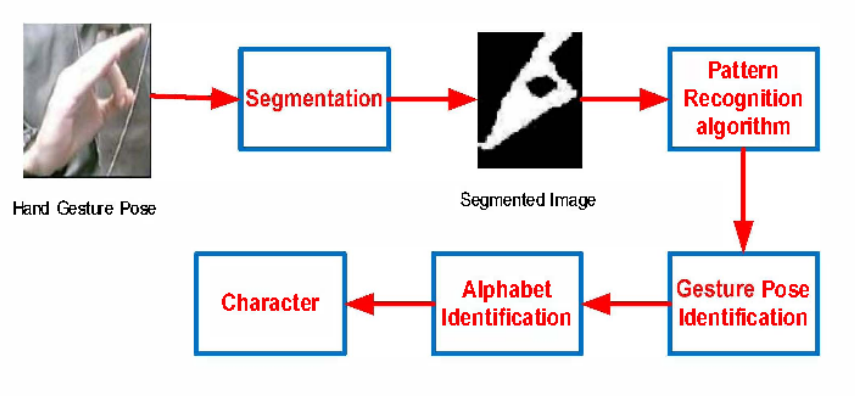 Segmentation
Pattern
Recognition
algorithm
Hand Gesture Pose
Segmented Image
Character
Alphabet
Identification
Gesture Pose
Identification